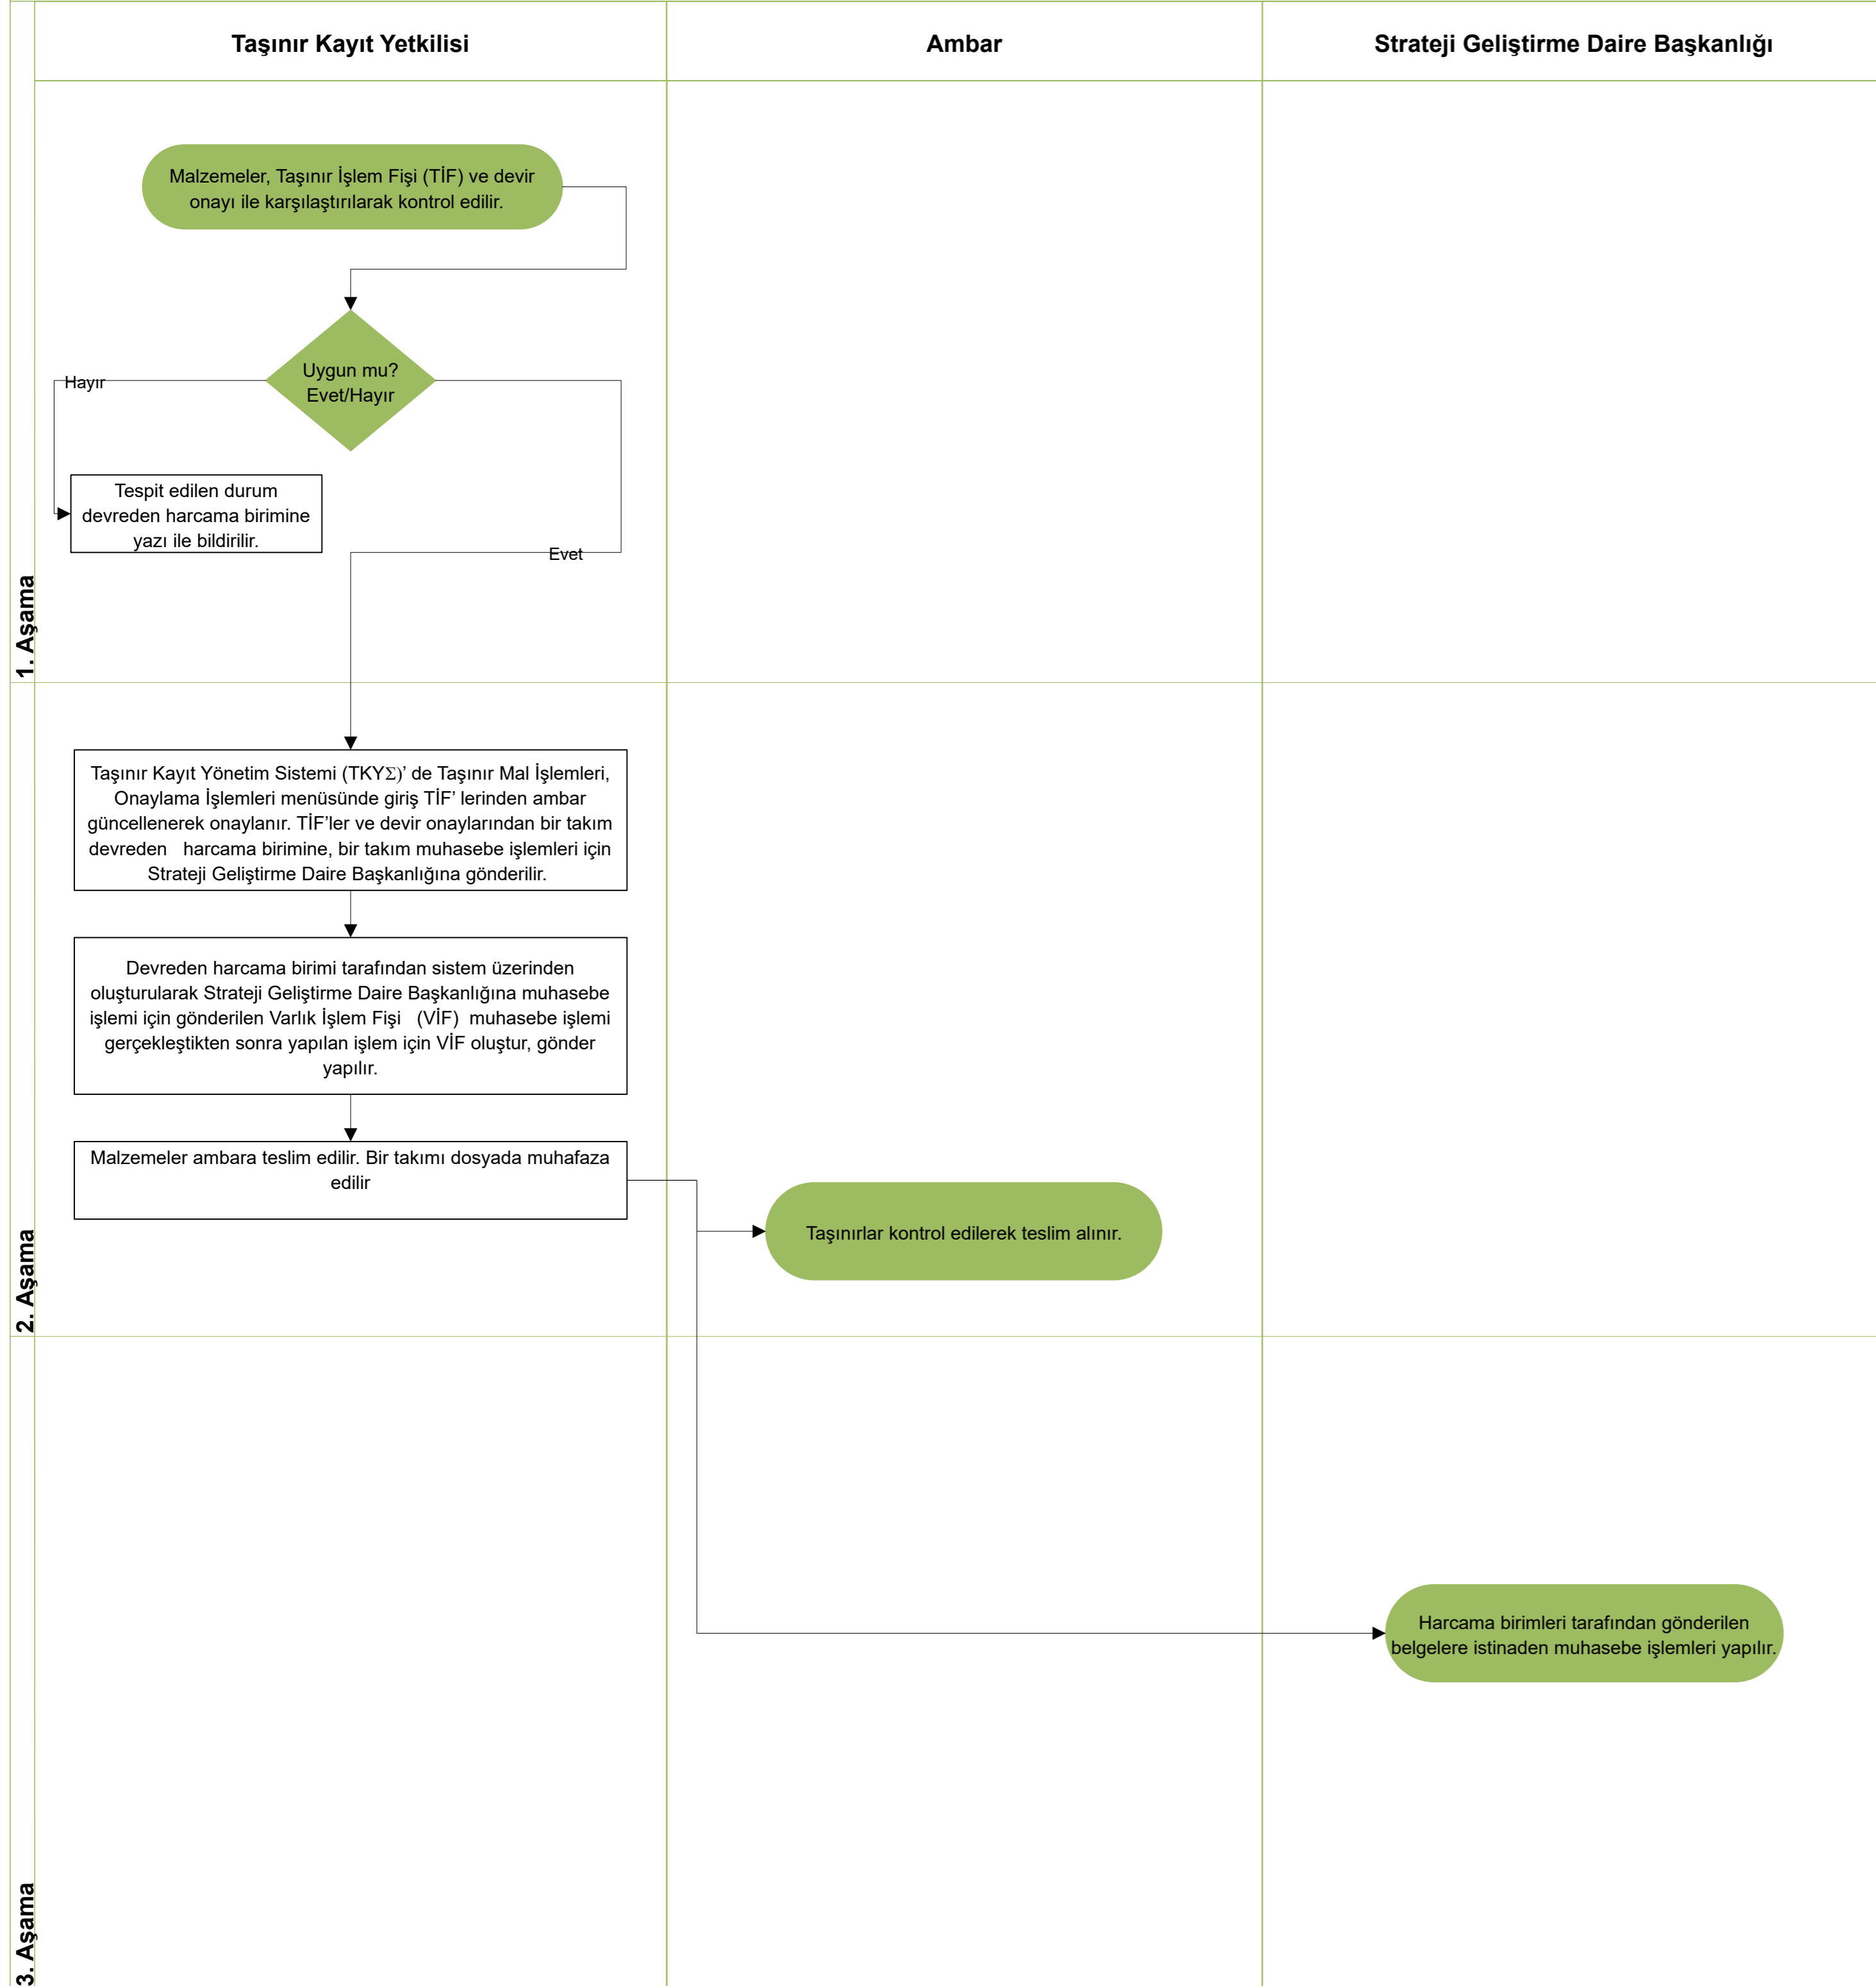 Taşınır Kayıt Yetkilisi
Ambar
Strateji Geliştirme Daire Başkanlığı
1. Aşama
Malzemeler, Taşınır İşlem Fişi (TİF) ve devir
onayı ile karşılaştırılarak kontrol edilir.
Uygun mu?
Evet/Hayır
Hayır
Tespit edilen durum
devreden harcama birimine
yazı ile bildirilir.
Evet
2. Aşama
Taşınır Kayıt Yönetim Sistemi (TKYΣ)’ de Taşınır Mal İşlemleri,
Onaylama İşlemleri menüsünde giriş TİF’ lerinden ambar
güncellenerek onaylanır. TİF’ler ve devir onaylarından bir takım
devreden harcama birimine, bir takım muhasebe işlemleri için
Strateji Geliştirme Daire Başkanlığına gönderilir.
Devreden harcama birimi tarafından sistem üzerinden
oluşturularak Strateji Geliştirme Daire Başkanlığına muhasebe
işlemi için gönderilen Varlık İşlem Fişi (VİF) muhasebe işlemi
gerçekleştikten sonra yapılan işlem için VİF oluştur, gönder
yapılır.
Malzemeler ambara teslim edilir. Bir takımı dosyada muhafaza
edilir
Taşınırlar kontrol edilerek teslim alınır.
3. Aşama
Harcama birimleri tarafından gönderilen
belgelere istinaden muhasebe işlemleri yapılır.